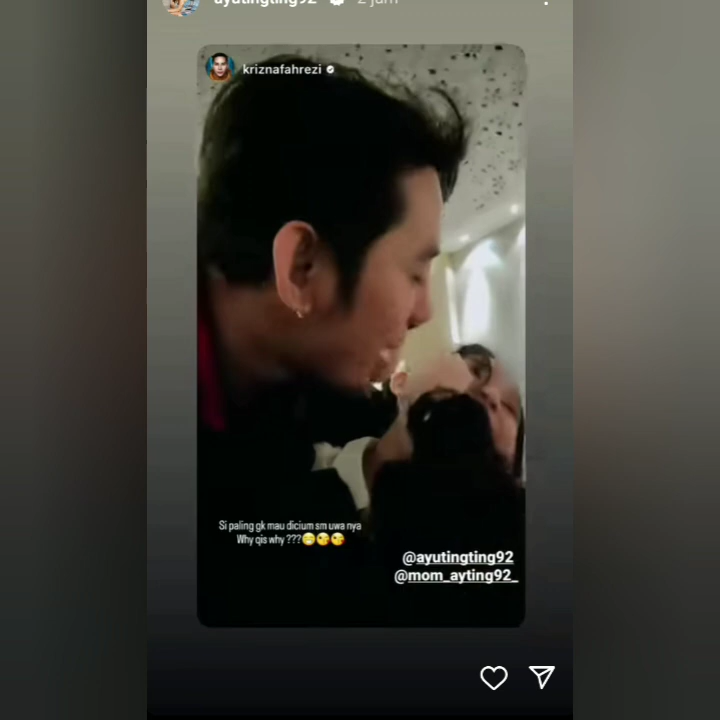 ayutingting92 2 jam
kriznafahrezi
Si paling gk mau dicium sm uwa nya
Why qis why ???😁😘😘
@ayutingting92
@mom_ayting92_